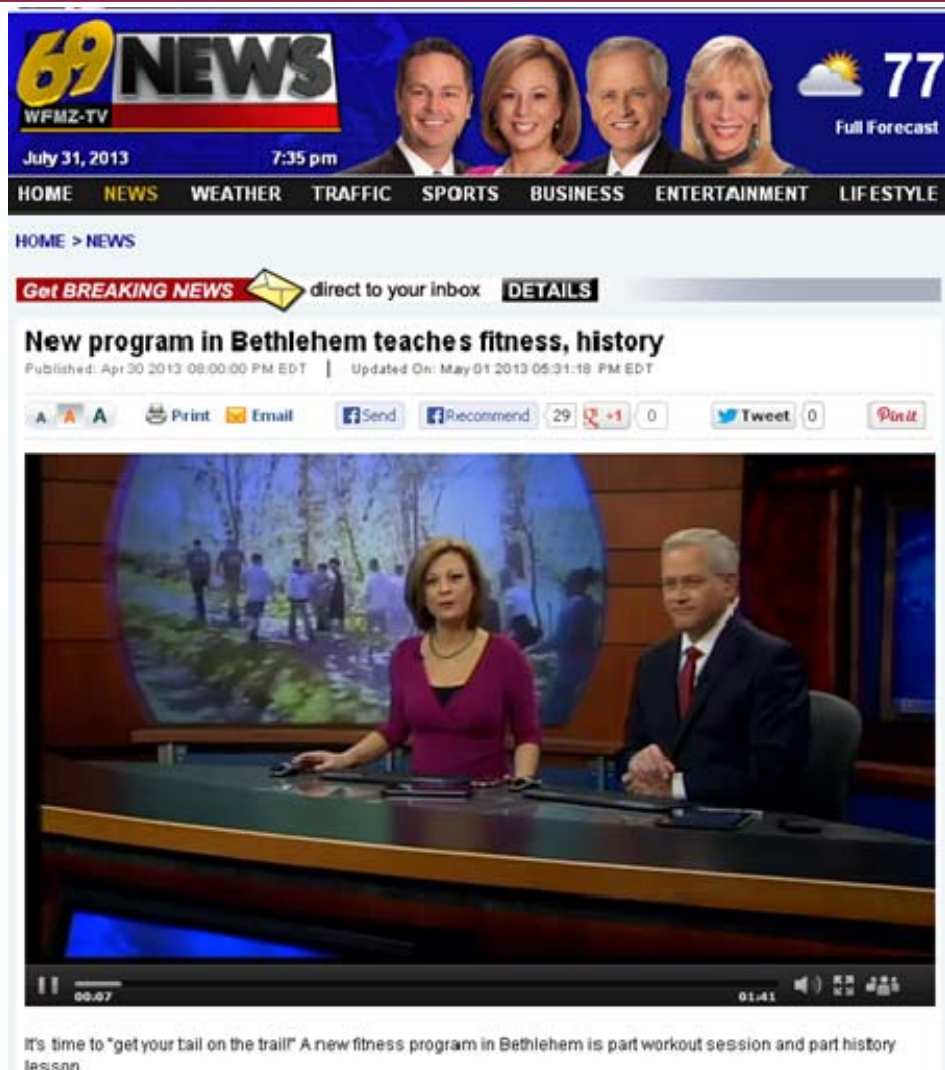 69 NEWS
WFMZ-TV
77
Full Forecast
July 31, 2013 7:35 pm
HOME NEWS WEATHER TRAFFIC SPORTS BUSINESS ENTERTAINMENT LIFESTYLE
HOME > NEWS
Get BREAKING NEWS direct to your inbox DETAILS
New program in Bethlehem teaches fitness, history
Published: Apr 30 2013 08:00:00 PM EDT | Updated On: May 01 2013 05:31:18 PM EDT
A A A Print Email Send Recommend 29 +1 0 Tweet 0 Pin it
00:07 01:41
It's time to "get your tail on the trail!" A new fitness program in Bethlehem is part workout session and part history
lesson